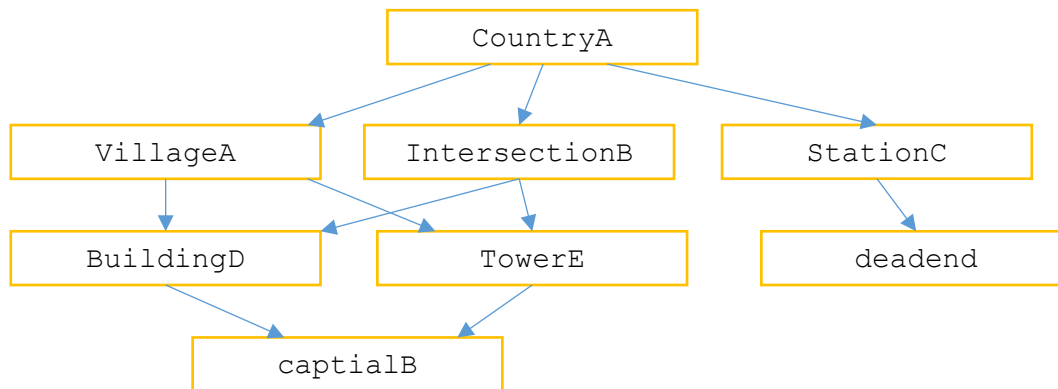 CountryA
VillageA
IntersectionB
StationC
BuildingD
TowerE
deadend
captialB